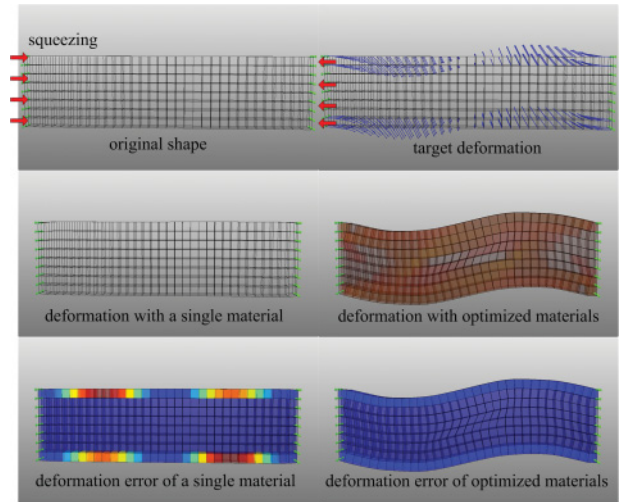 squeezing
original shape
target deformation
deformation with a single material
deformation with optimized materials
deformation error of a single material
deformation error of optimized materials